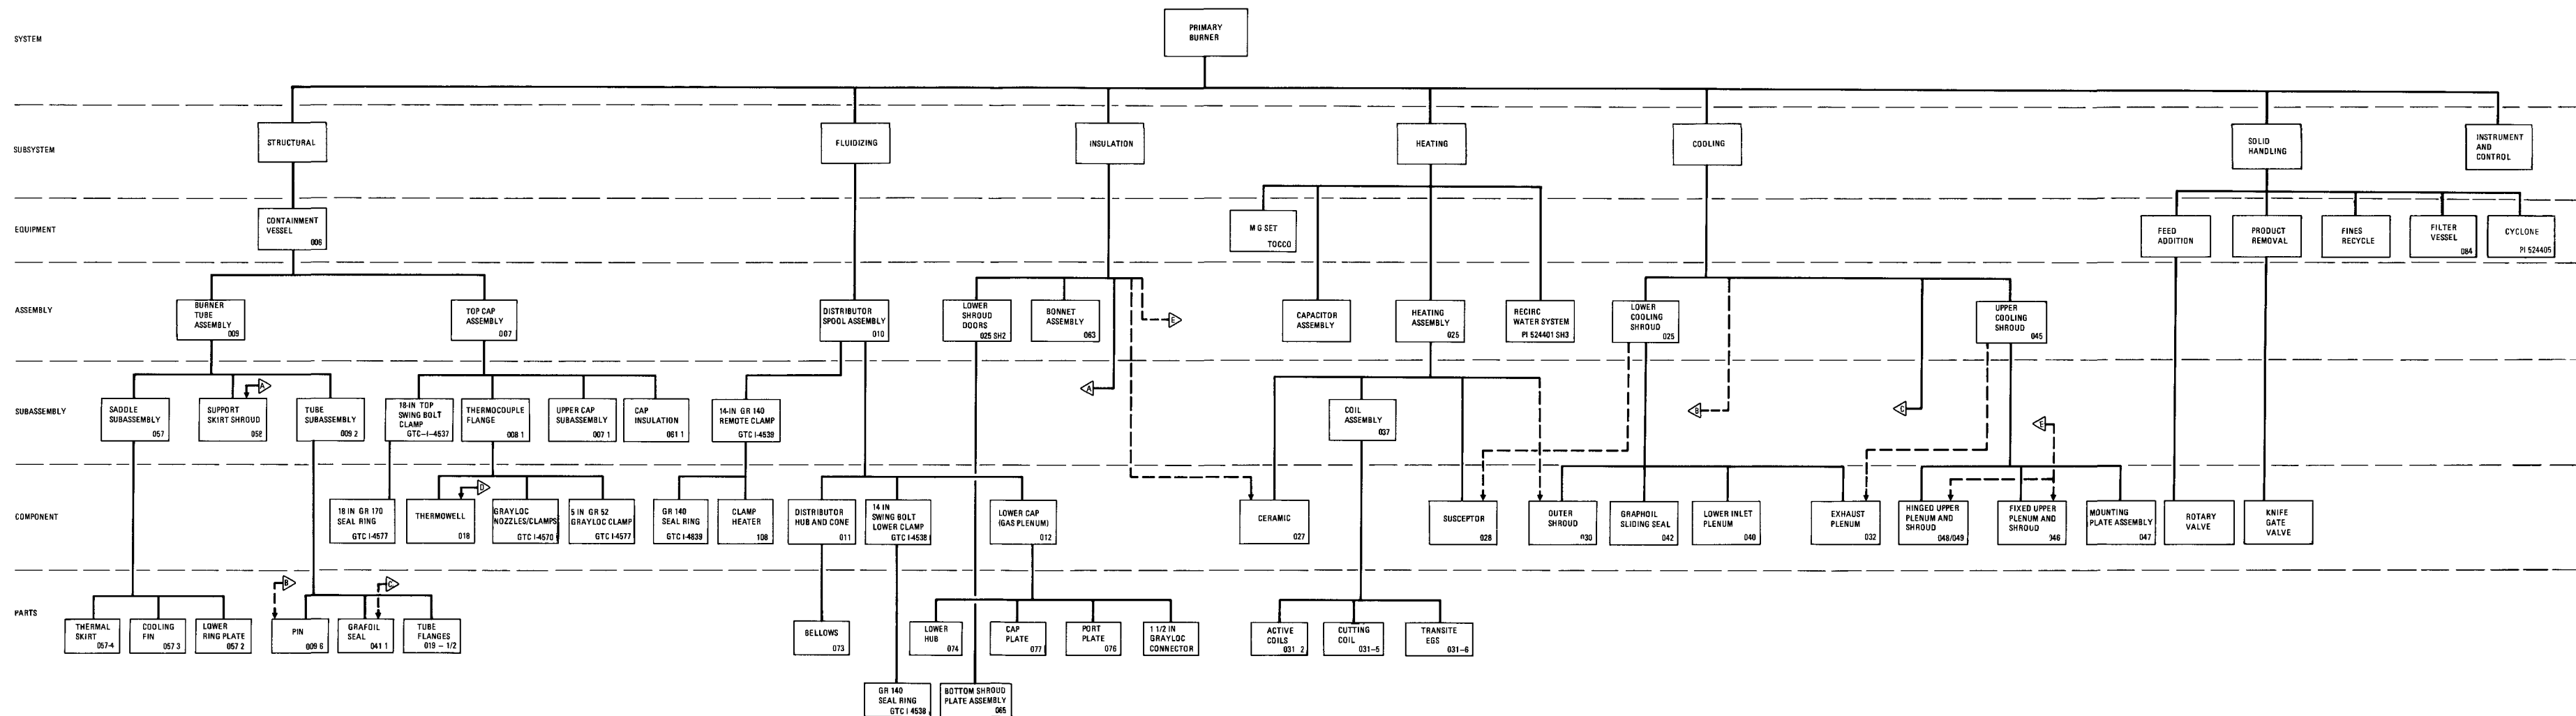 SYSTEM
PRIMARY
BURNER
SUBSYSTEM
STRUCTURAL
FLUIDIZING
INSULATION
HEATING
COOLING
SOLID
HANDLING
INSTRUMENT
AND
CONTROL
EQUIPMENT
CONTAINMENT
VESSEL
006
M G SET
TOCCO
FEED
ADDITION
PRODUCT
REMOVAL
FINES
RECYCLE
FILTER
VESSEL
084
CYCLONE
PI 524405
ASSEMBLY
BURNER
TUBE
ASSEMBLY
009
TOP CAP
ASSEMBLY
007
DISTRIBUTOR
SPOOL ASSEMBLY
010
LOWER
SHROUD
DOORS
025 SH2
BONNET
ASSEMBLY
063
E
CAPACITOR
ASSEMBLY
HEATING
ASSEMBLY
025
RECIRC
WATER SYSTEM
PI 524401 SH3
LOWER
COOLING
SHROUD
025
UPPER
COOLING
SHROUD
045
SUBASSEMBLY
SADDLE
SUBASSEMBLY
057
A
SUPPORT
SKIRT SHROUD
058
TUBE
SUBASSEMBLY
009 2
18-IN TOP
SWING BOLT
CLAMP
GTC-I-4537
THERMOCOUPLE
FLANGE
008 1
UPPER CAP
SUBASSEMBLY
007 1
CAP
INSULATION
061 1
14-IN GR 140
REMOTE CLAMP
GTC I-4539
A
COIL
ASSEMBLY
037
B
C
E
COMPONENT
18 IN GR 170
SEAL RING
GTC I-4577
D
THERMOWELL
018
GRAYLOC
NOZZLES/CLAMPS
GTC I-4570
5 IN GR 52
GRAYLOC CLAMP
GTC I-4577
GR 140
SEAL RING
GTC I-4839
CLAMP
HEATER
108
DISTRIBUTOR
HUB AND CONE
011
14 IN
SWING BOLT
LOWER CLAMP
GTC I-4538
LOWER CAP
(GAS PLENUM)
012
CERAMIC
027
SUSCEPTOR
028
OUTER
SHROUD
030
GRAPHOIL
SLIDING SEAL
042
LOWER INLET
PLENUM
040
EXHAUST
PLENUM
032
HINGED UPPER
PLENUM AND
SHROUD
048/049
FIXED UPPER
PLENUM AND
SHROUD
046
MOUNTING
PLATE ASSEMBLY
047
ROTARY
VALVE
KNIFE
GATE
VALVE
PARTS
THERMAL
SKIRT
057-4
COOLING
FIN
057 3
LOWER
RING PLATE
057 2
B
PIN
009 6
C
GRAFOIL
SEAL
041 1
TUBE
FLANGES
019 – 1/2
BELLOWS
073
LOWER
HUB
074
CAP
PLATE
077
PORT
PLATE
076
1 1/2 IN
GRAYLOC
CONNECTOR
ACTIVE
COILS
031 2
CUTTING
COIL
031-5
TRANSITE
EGS
031-6
GR 140
SEAL RING
GTC I 4538
BOTTOM SHROUD
PLATE ASSEMBLY
065